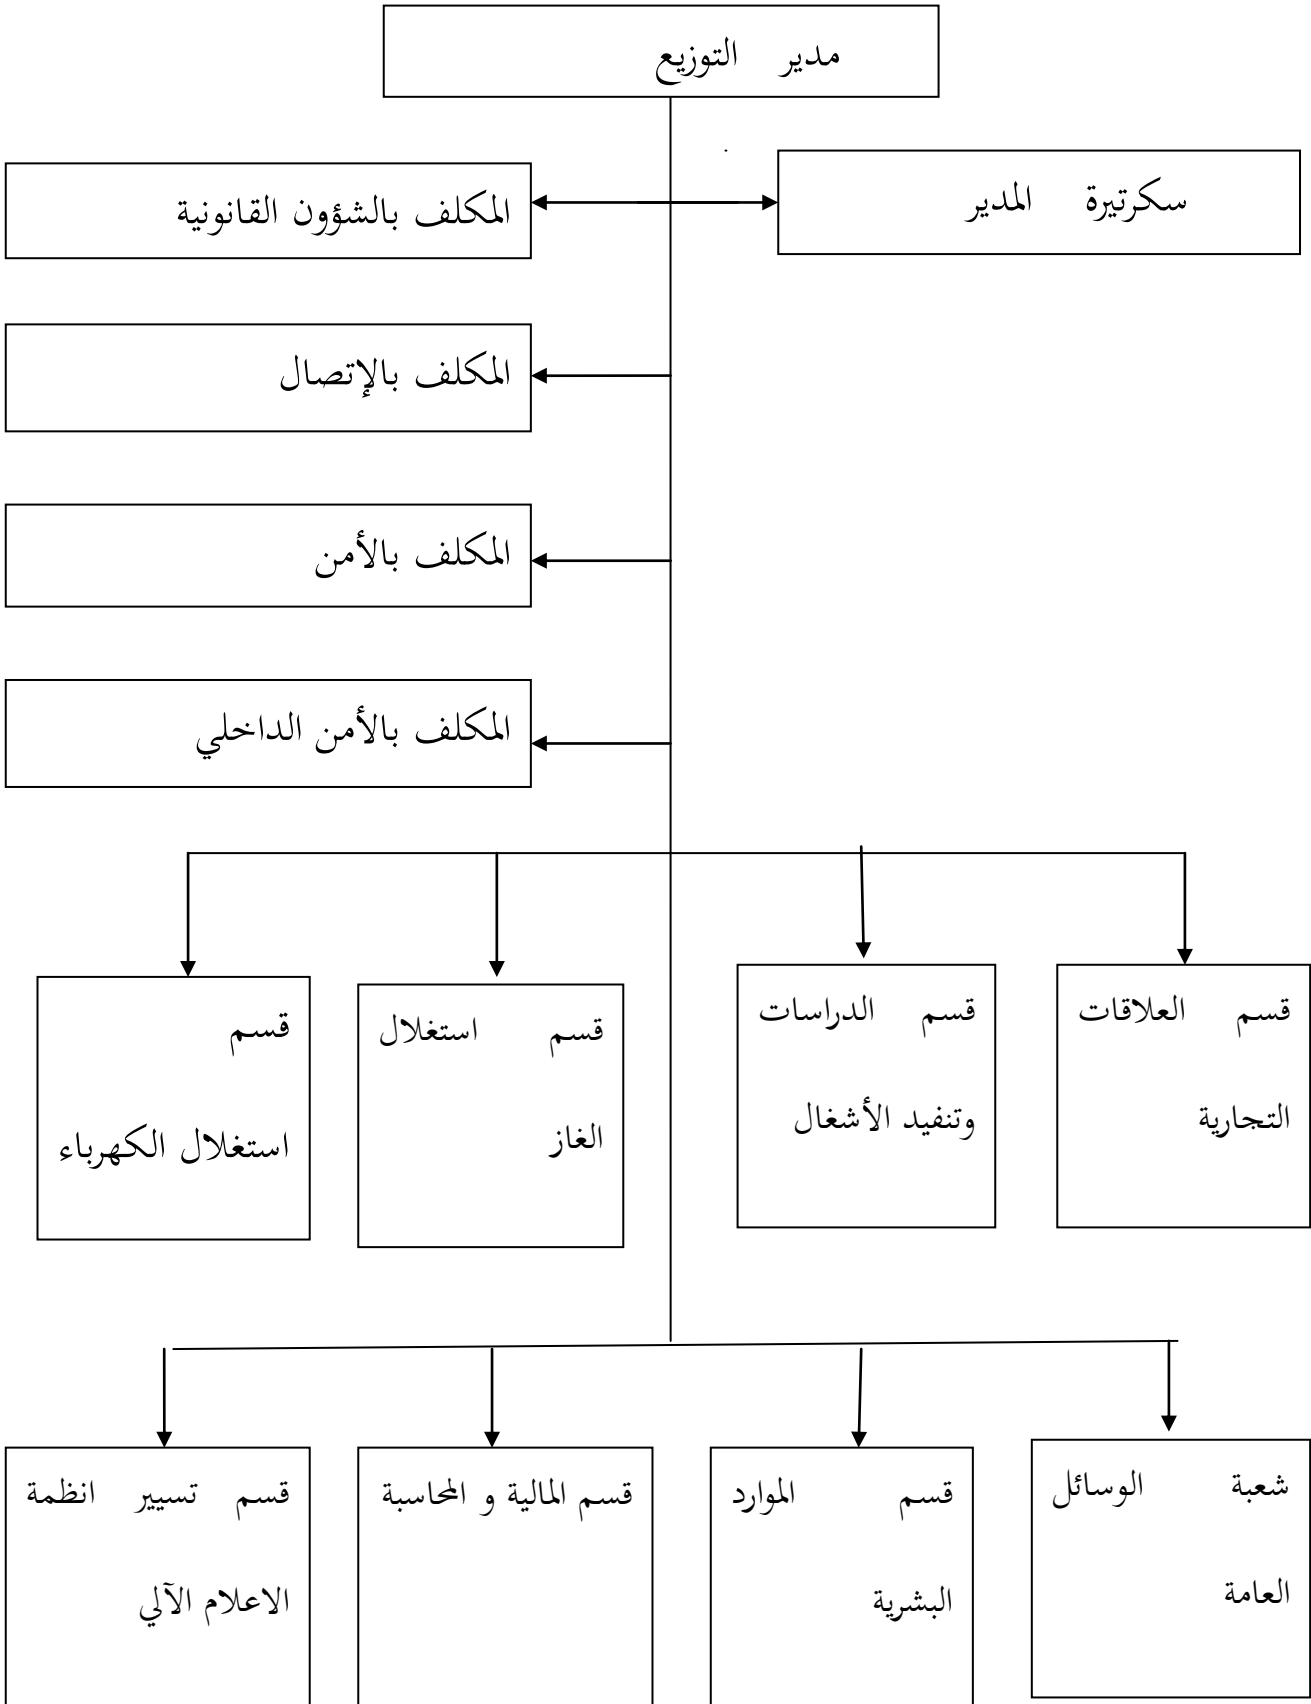 مدير التوزيع
سكرتيرة المدير
المكلف بالشؤون القانونية
المكلف بالإتصال
المكلف بالأمن
المكلف بالأمن الداخلي
قسم العلاقات
التجارية
قسم الدراسات
وتنفيد الأشغال
قسم استغلال
الغاز
قسم
استغلال الكهرباء
شعبة الوسائل
العامة
قسم الموارد
البشرية
قسم المالية و المحاسبة
قسم تسيير انظمة
الاعلام الآلي